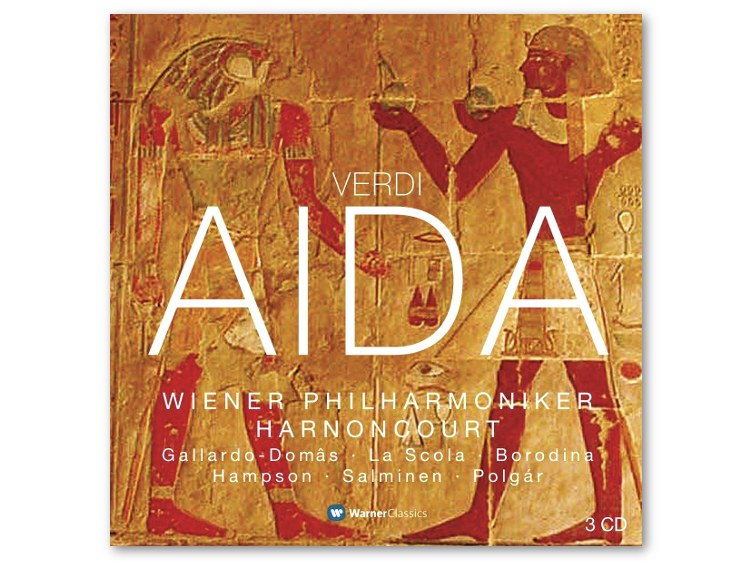 VERDI
AIDA
WIENER PHILHARMONIKER
HARNONCOURT
Gallardo-Domâs · La Scola · Borodina
Hampson · Salminen · Polgár
W WarnerClassics
3 CD